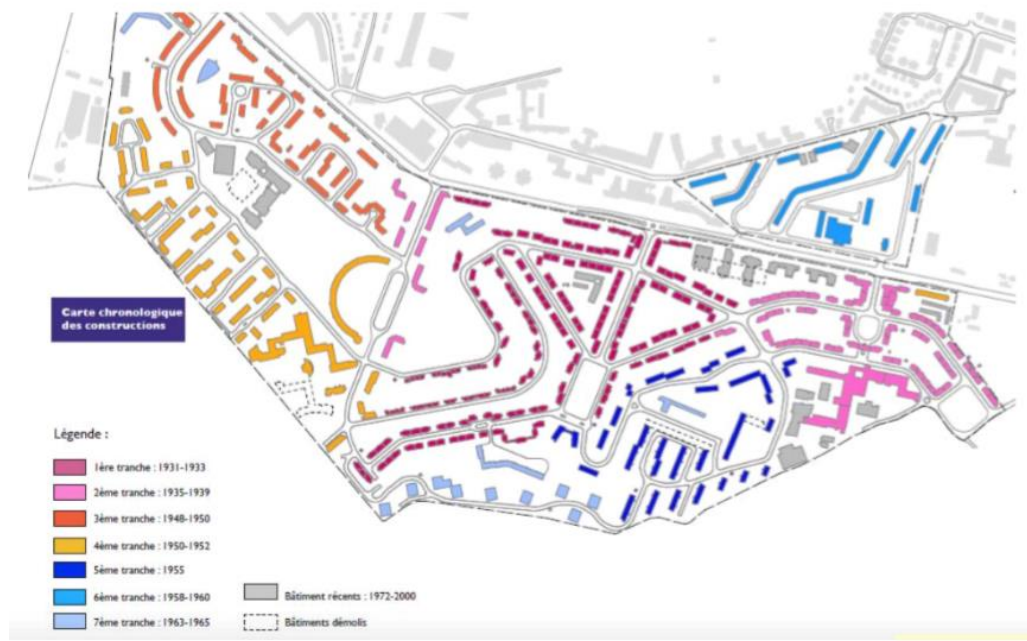 Carte chronologique
des constructions
Légende :
1ère tranche : 1931-1933
2ème tranche : 1935-1939
3ème tranche : 1948-1950
4ème tranche : 1950-1952
5ème tranche : 1955
6ème tranche : 1958-1960
7ème tranche : 1963-1965
Bâtiment récents : 1972-2000
Bâtiments démolis